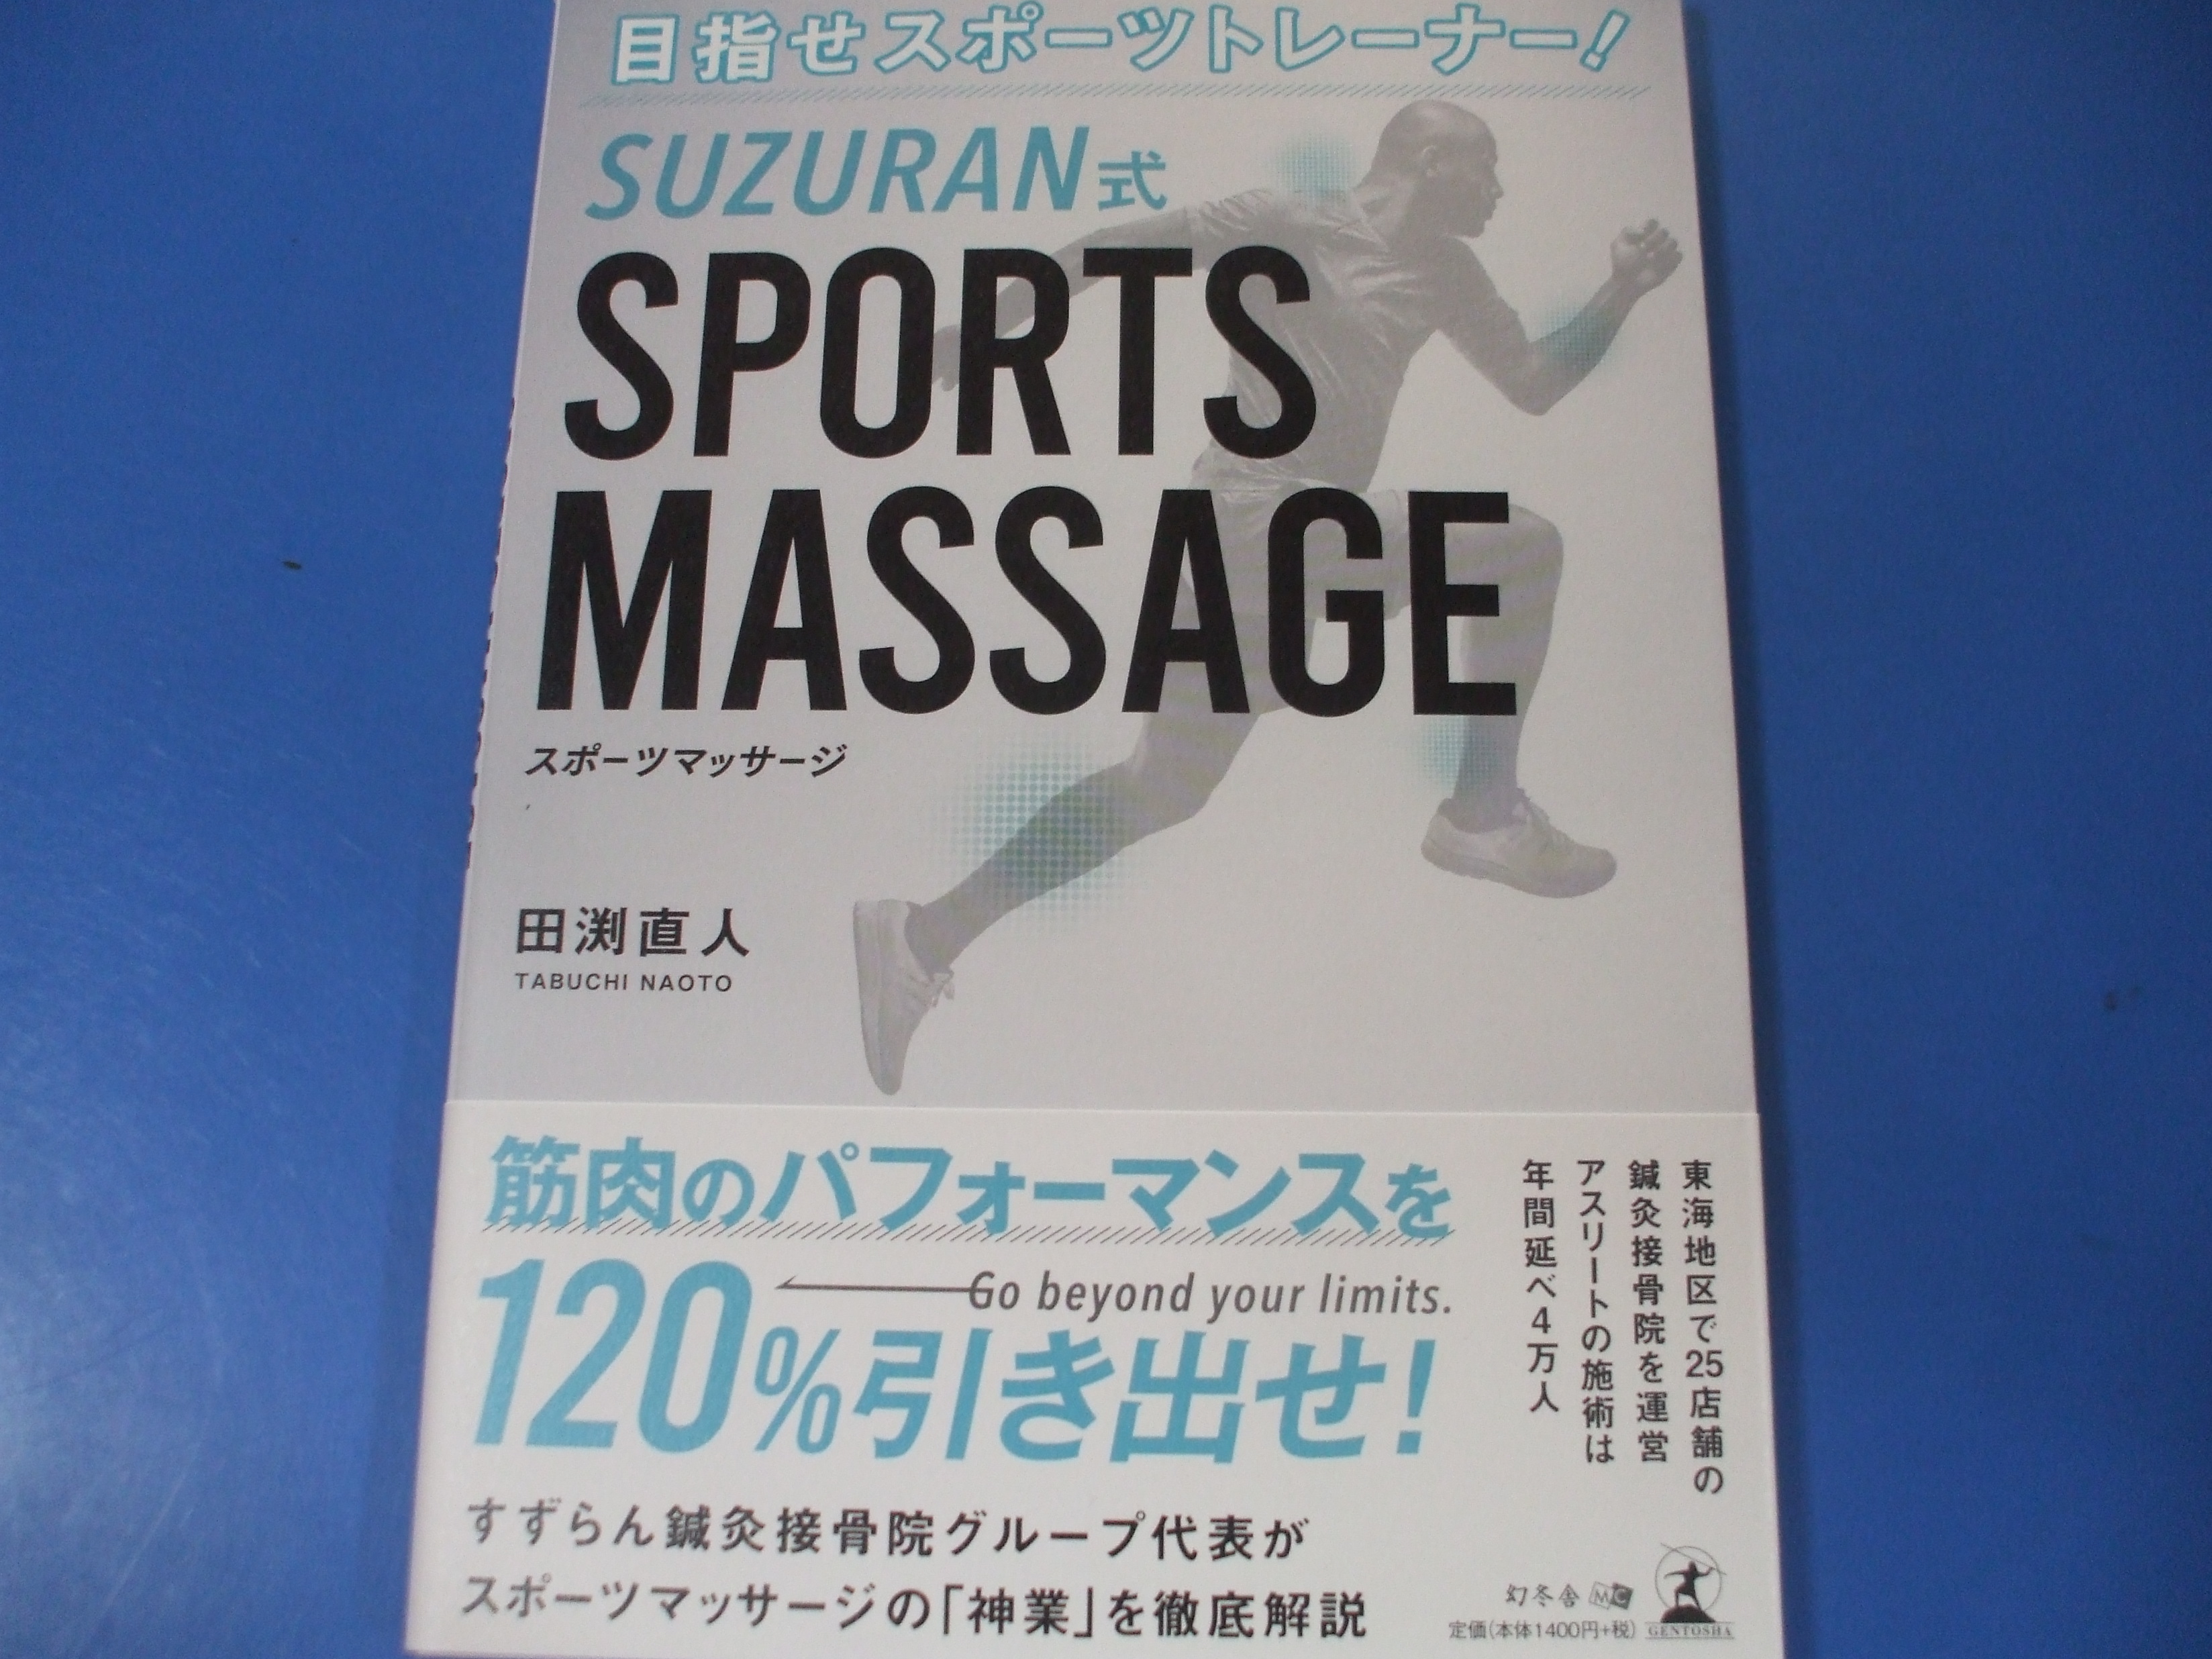 目指せスポーツトレーナー!
SUZURAN式
SPORTS
MASSAGE
スポーツマッサージ
田渕直人
TABUCHI NAOTO
筋肉のパフォーマンスを
120%引き出せ!
Go beyond your limits.
東海地区で25店舗の
鍼灸接骨院を運営
アスリートの施術は
年間延べ4万人
すずらん鍼灸接骨院グループ代表が
スポーツマッサージの「神業」を徹底解説
幻冬舎 MC
定価(本体1400円+税)
GENTOSHA